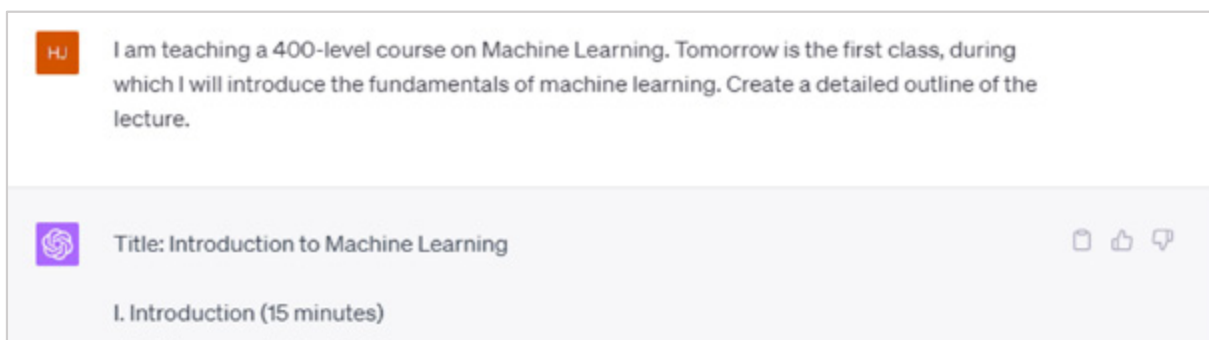 HJ
I am teaching a 400-level course on Machine Learning. Tomorrow is the first class, during
which I will introduce the fundamentals of machine learning. Create a detailed outline of the
lecture.
Title: Introduction to Machine Learning
I. Introduction (15 minutes)